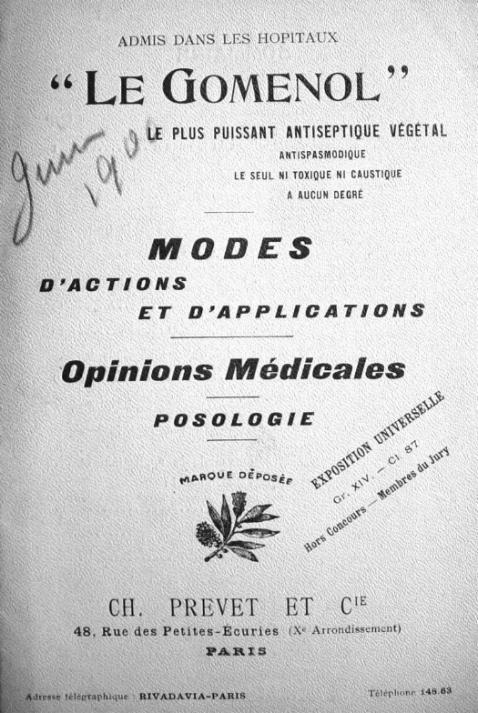 ADMIS DANS LES HOPITAUX
“LE GOMENOL”
LE PLUS PUISSANT ANTISEPTIQUE VÉGÉTAL
ANTISPASMODIQUE
LE SEUL NI TOXIQUE NI CAUSTIQUE
A AUCUN DEGRÉ
Juin
1900
MODES
D'ACTIONS
ET D'APPLICATIONS
Opinions Médicales
POSOLOGIE
EXPOSITION UNIVERSELLE
Gr. XIV. — Cl. 87
Hors Concours — Membres du Jury
MARQUE DÉPOSÉE
CH. PREVET ET CIE
48, Rue des Petites-Écuries (Xe Arrondissement)
PARIS
Adresse télégraphique : RIVADAVIA-PARIS
Téléphone 148.63